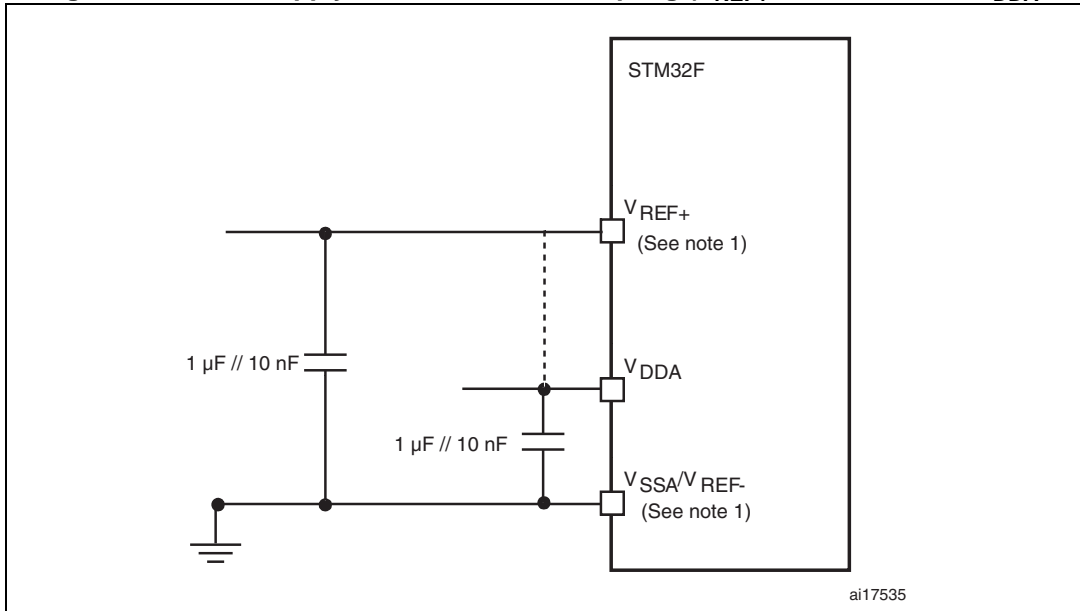 STM32F
VREF+
(See note 1)
1 µF // 10 nF
VDDA
1 µF // 10 nF
VSSA/VREF-
(See note 1)
ai17535